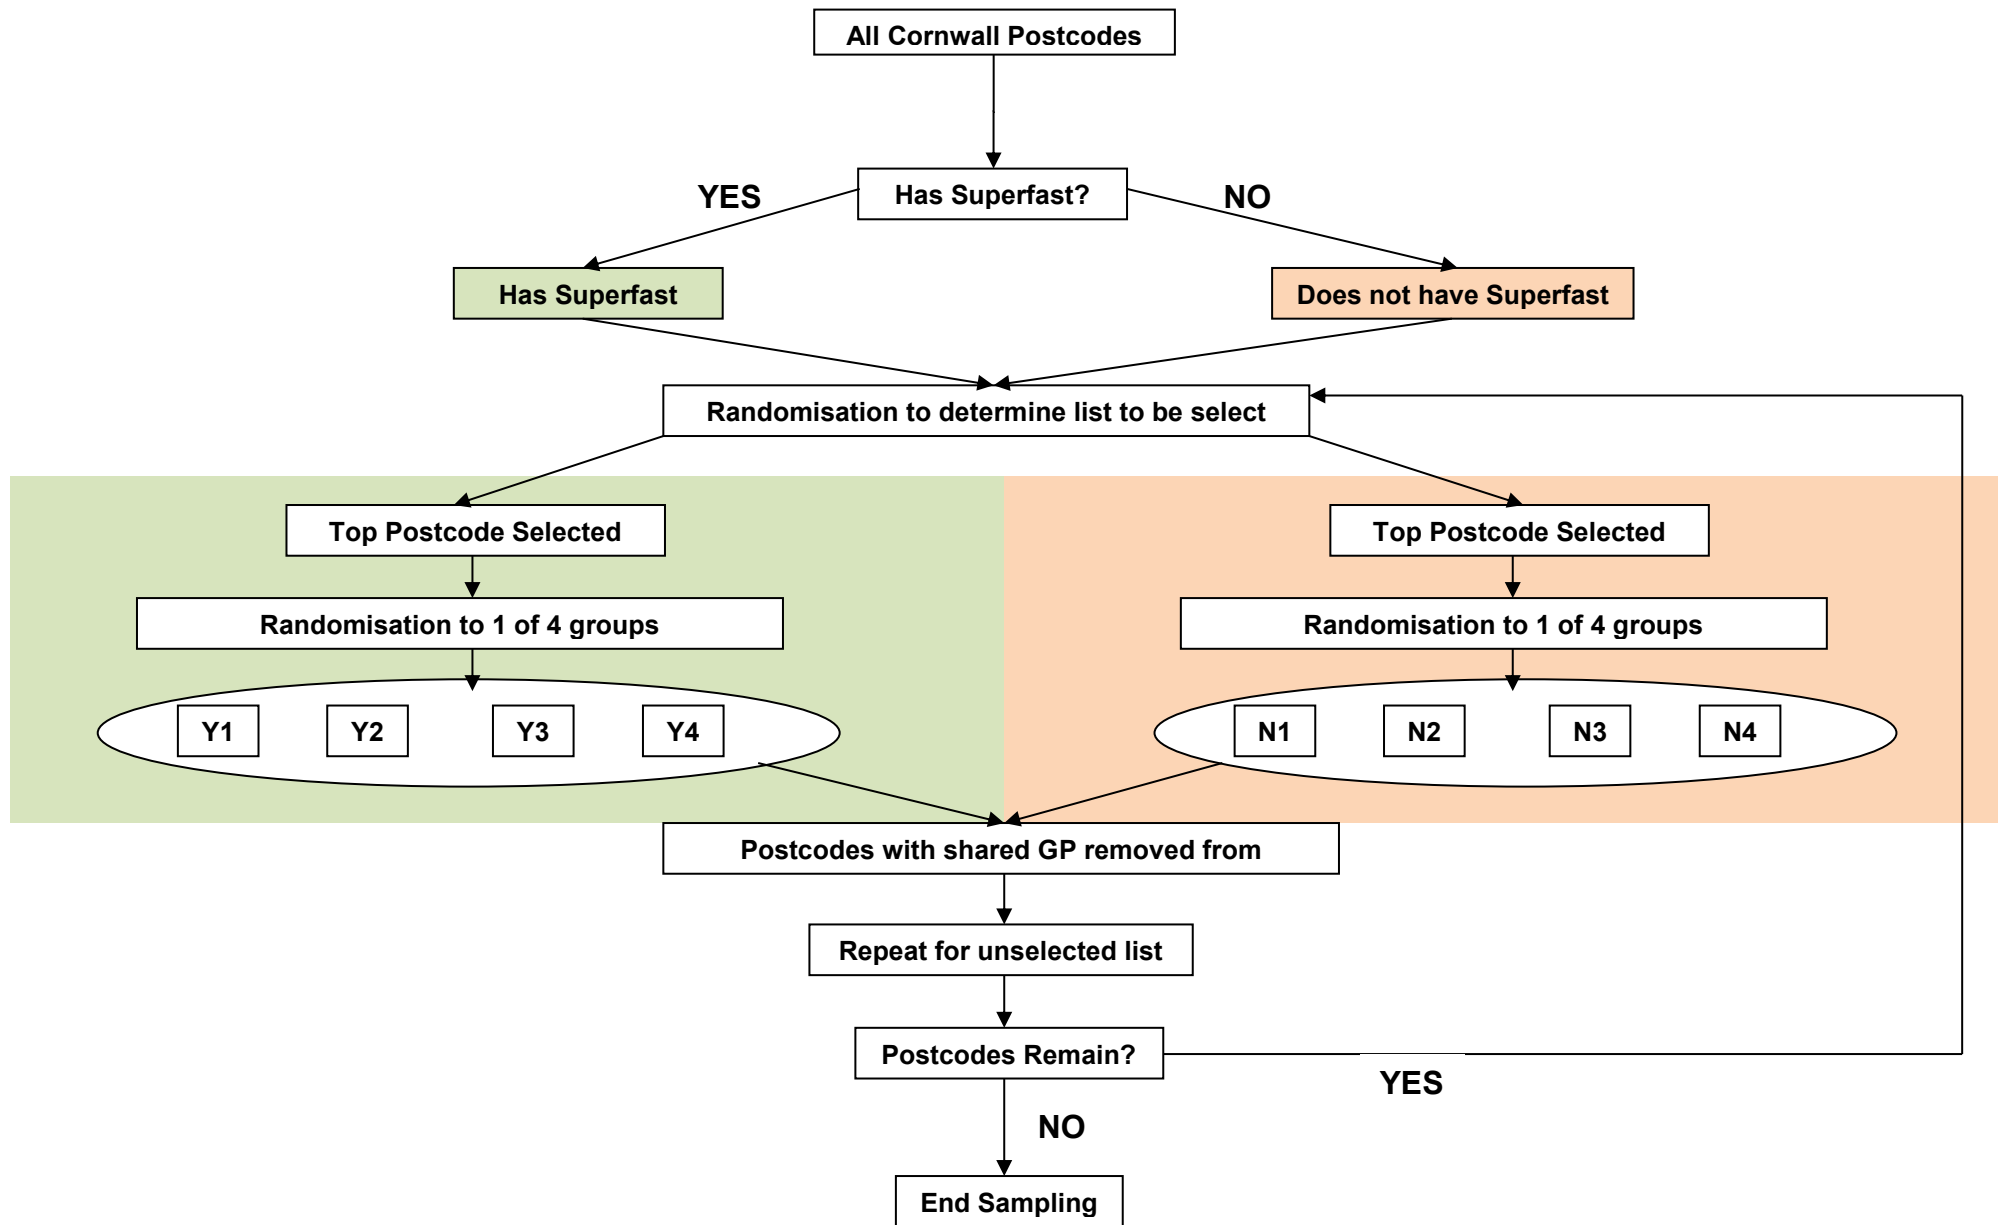 All Cornwall Postcodes
Has Superfast?
YES
NO
Has Superfast
Does not have Superfast
Randomisation to determine list to be select
Top Postcode Selected
Top Postcode Selected
Randomisation to 1 of 4 groups
Randomisation to 1 of 4 groups
Y1
Y2
Y3
Y4
N1
N2
N3
N4
Postcodes with shared GP removed from
Repeat for unselected list
Postcodes Remain?
YES
NO
End Sampling